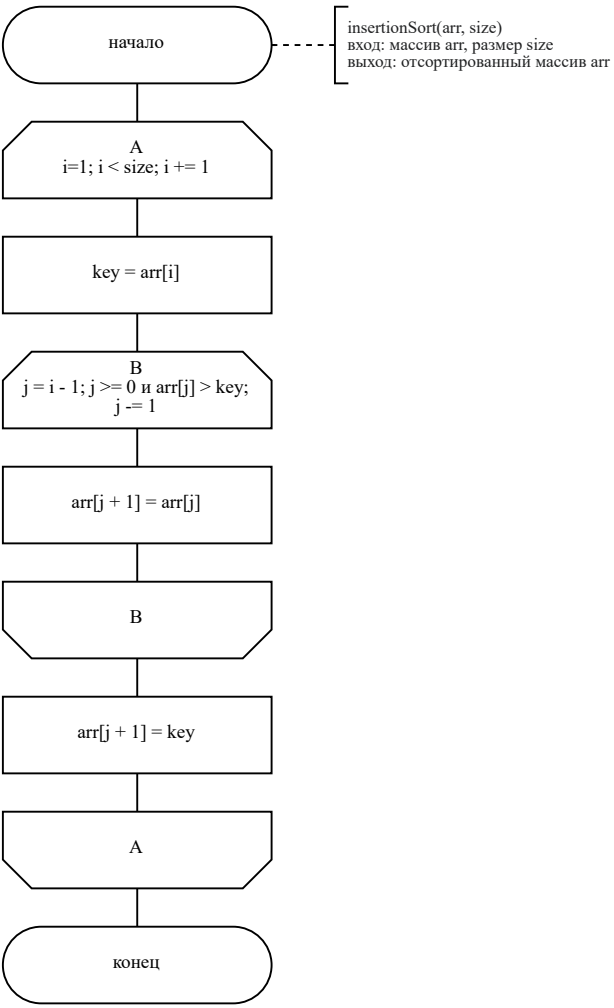 начало
insertionSort(arr, size)
вход: массив arr, размер size
выход: отсортированный массив arr
A
i=1; i < size; i += 1
key = arr[i]
B
j = i - 1; j >= 0 и arr[j] > key;
j -= 1
arr[j + 1] = arr[j]
B
arr[j + 1] = key
A
конец